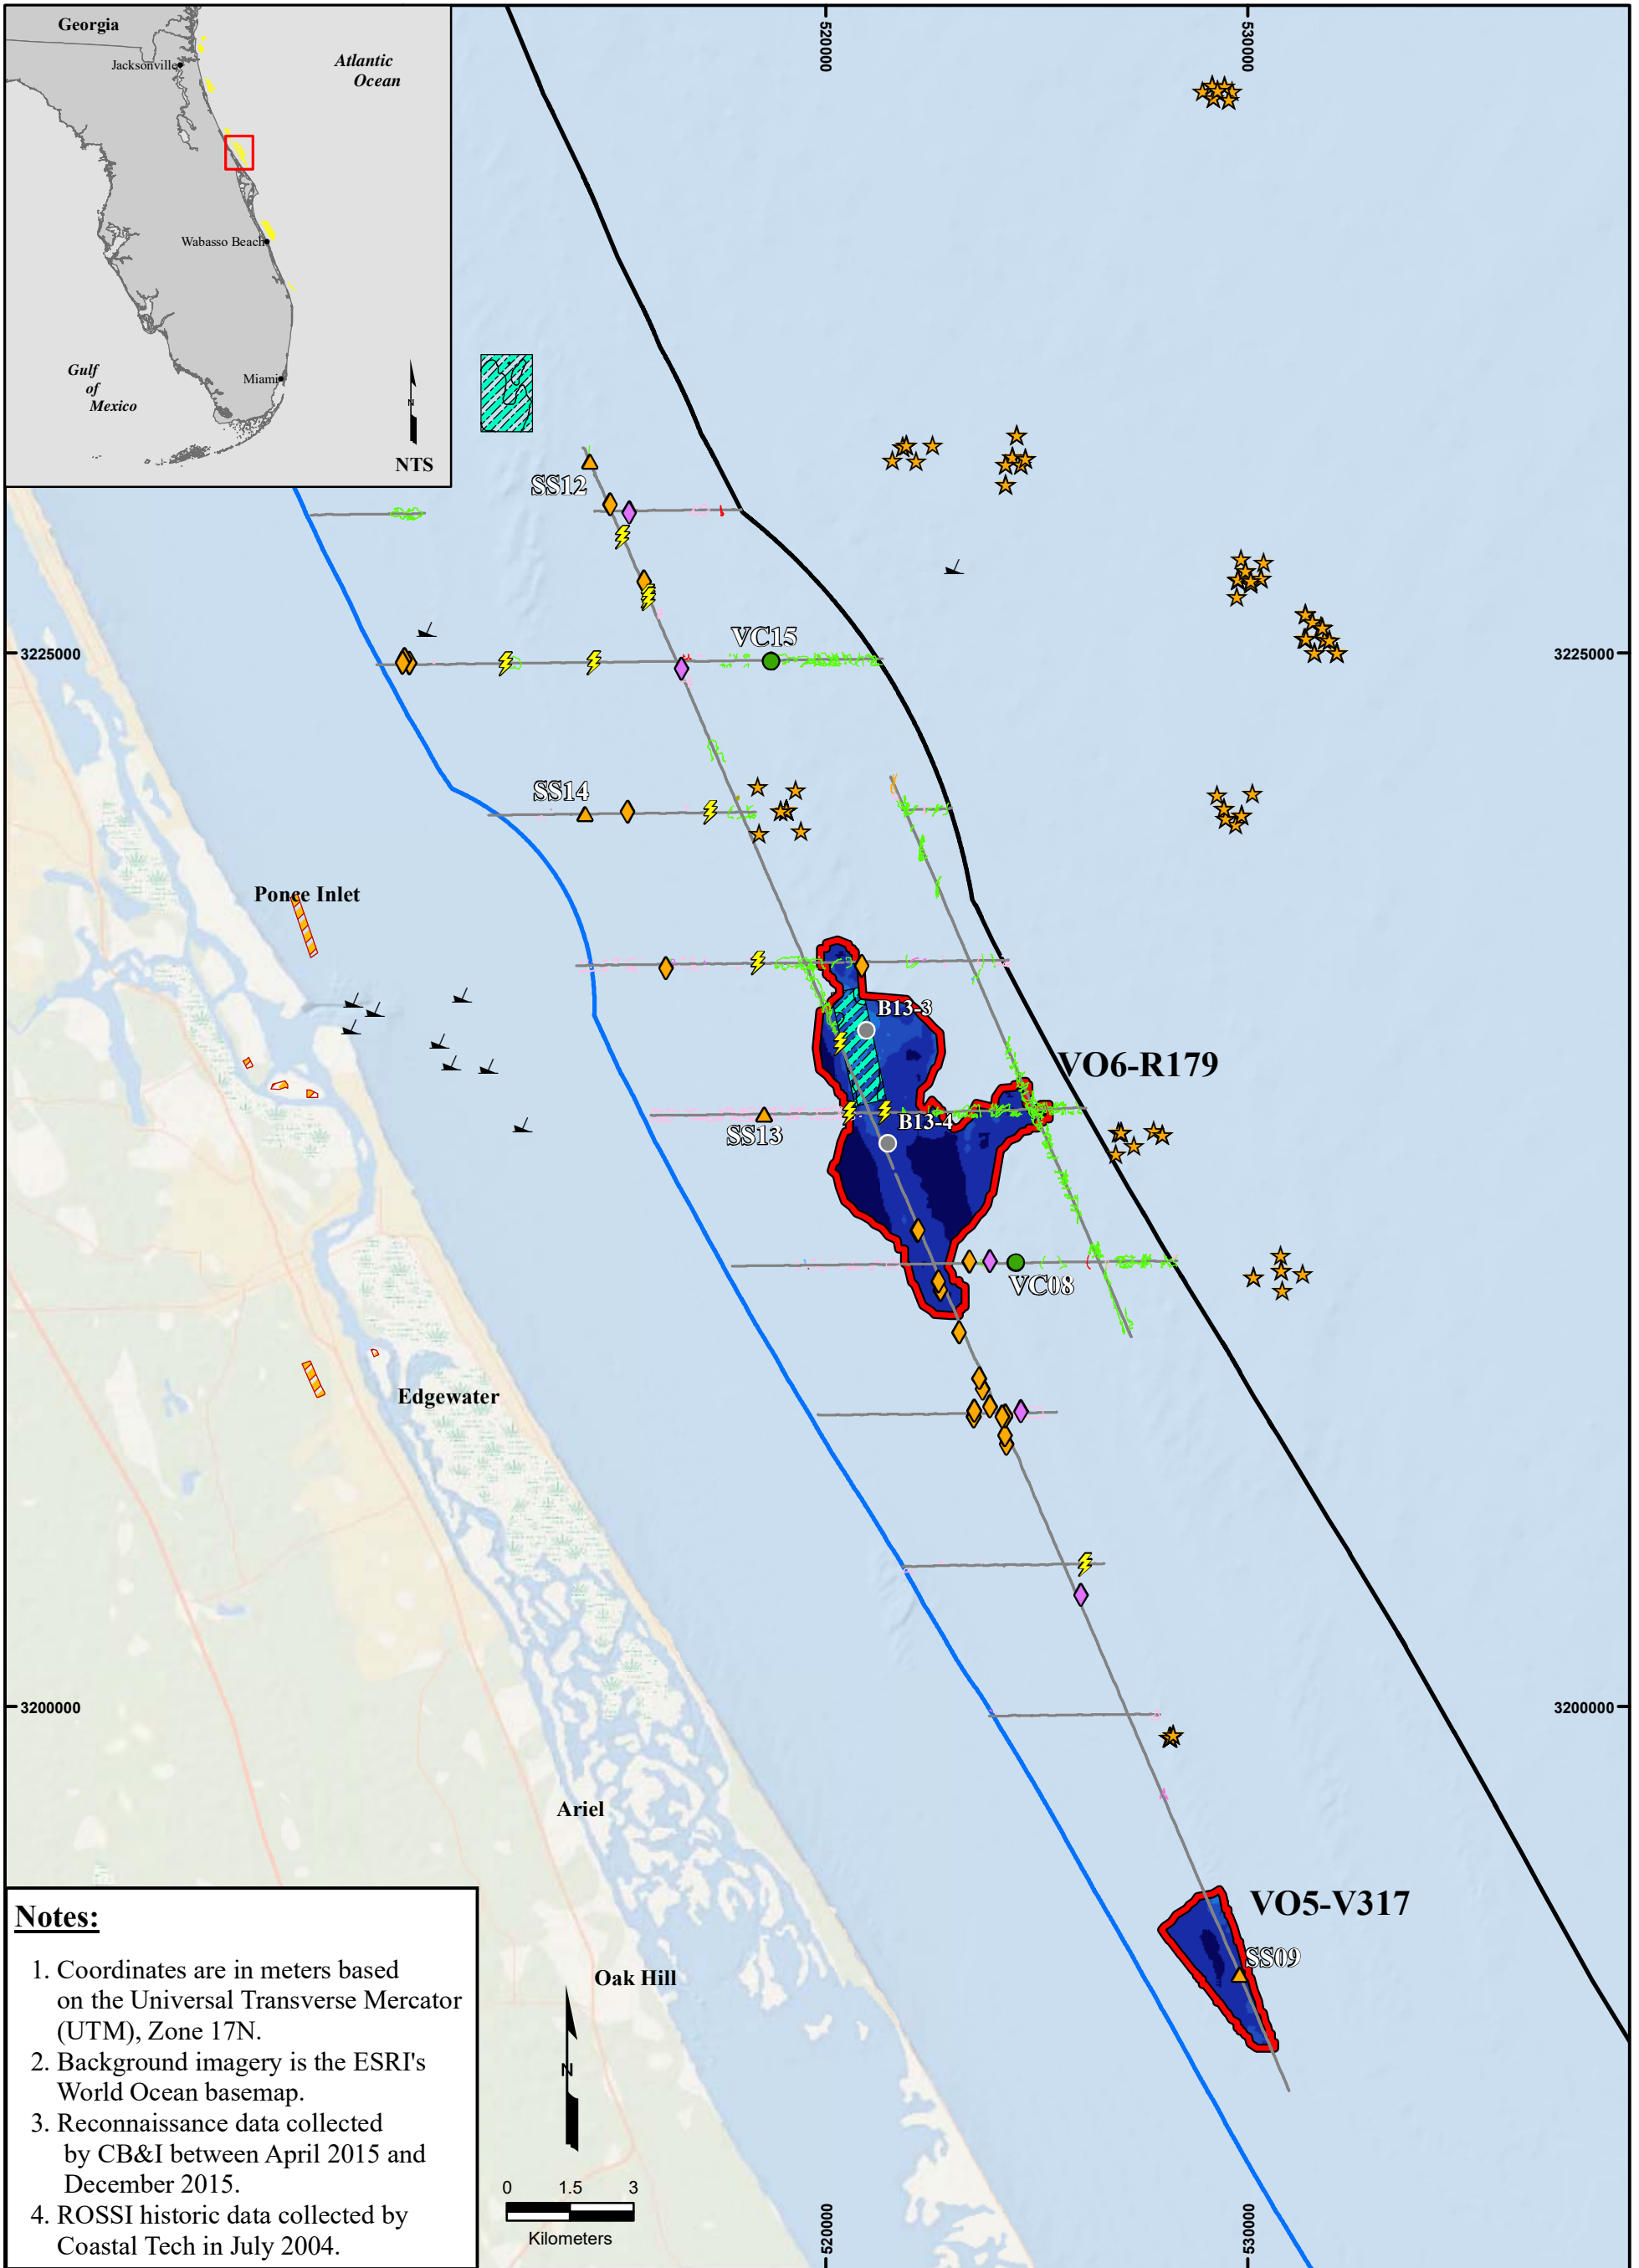 Georgia
Jacksonville
Atlantic
Ocean
Wabasso Beach
Gulf
of
Mexico
Miami
N
NTS
520000
530000
SS12
3225000
VC15
3225000
SS14
Ponce Inlet
B13-3
VO6-R179
B13-4
SS13
VC08
Edgewater
3200000
3200000
Ariel
VO5-V317
SS09
Oak Hill
N
0 1.5 3
Kilometers
520000
530000
Notes:
1. Coordinates are in meters based
on the Universal Transverse Mercator
(UTM), Zone 17N.
2. Background imagery is the ESRI's
World Ocean basemap.
3. Reconnaissance data collected
by CB&I between April 2015 and
December 2015.
4. ROSSI historic data collected by
Coastal Tech in July 2004.